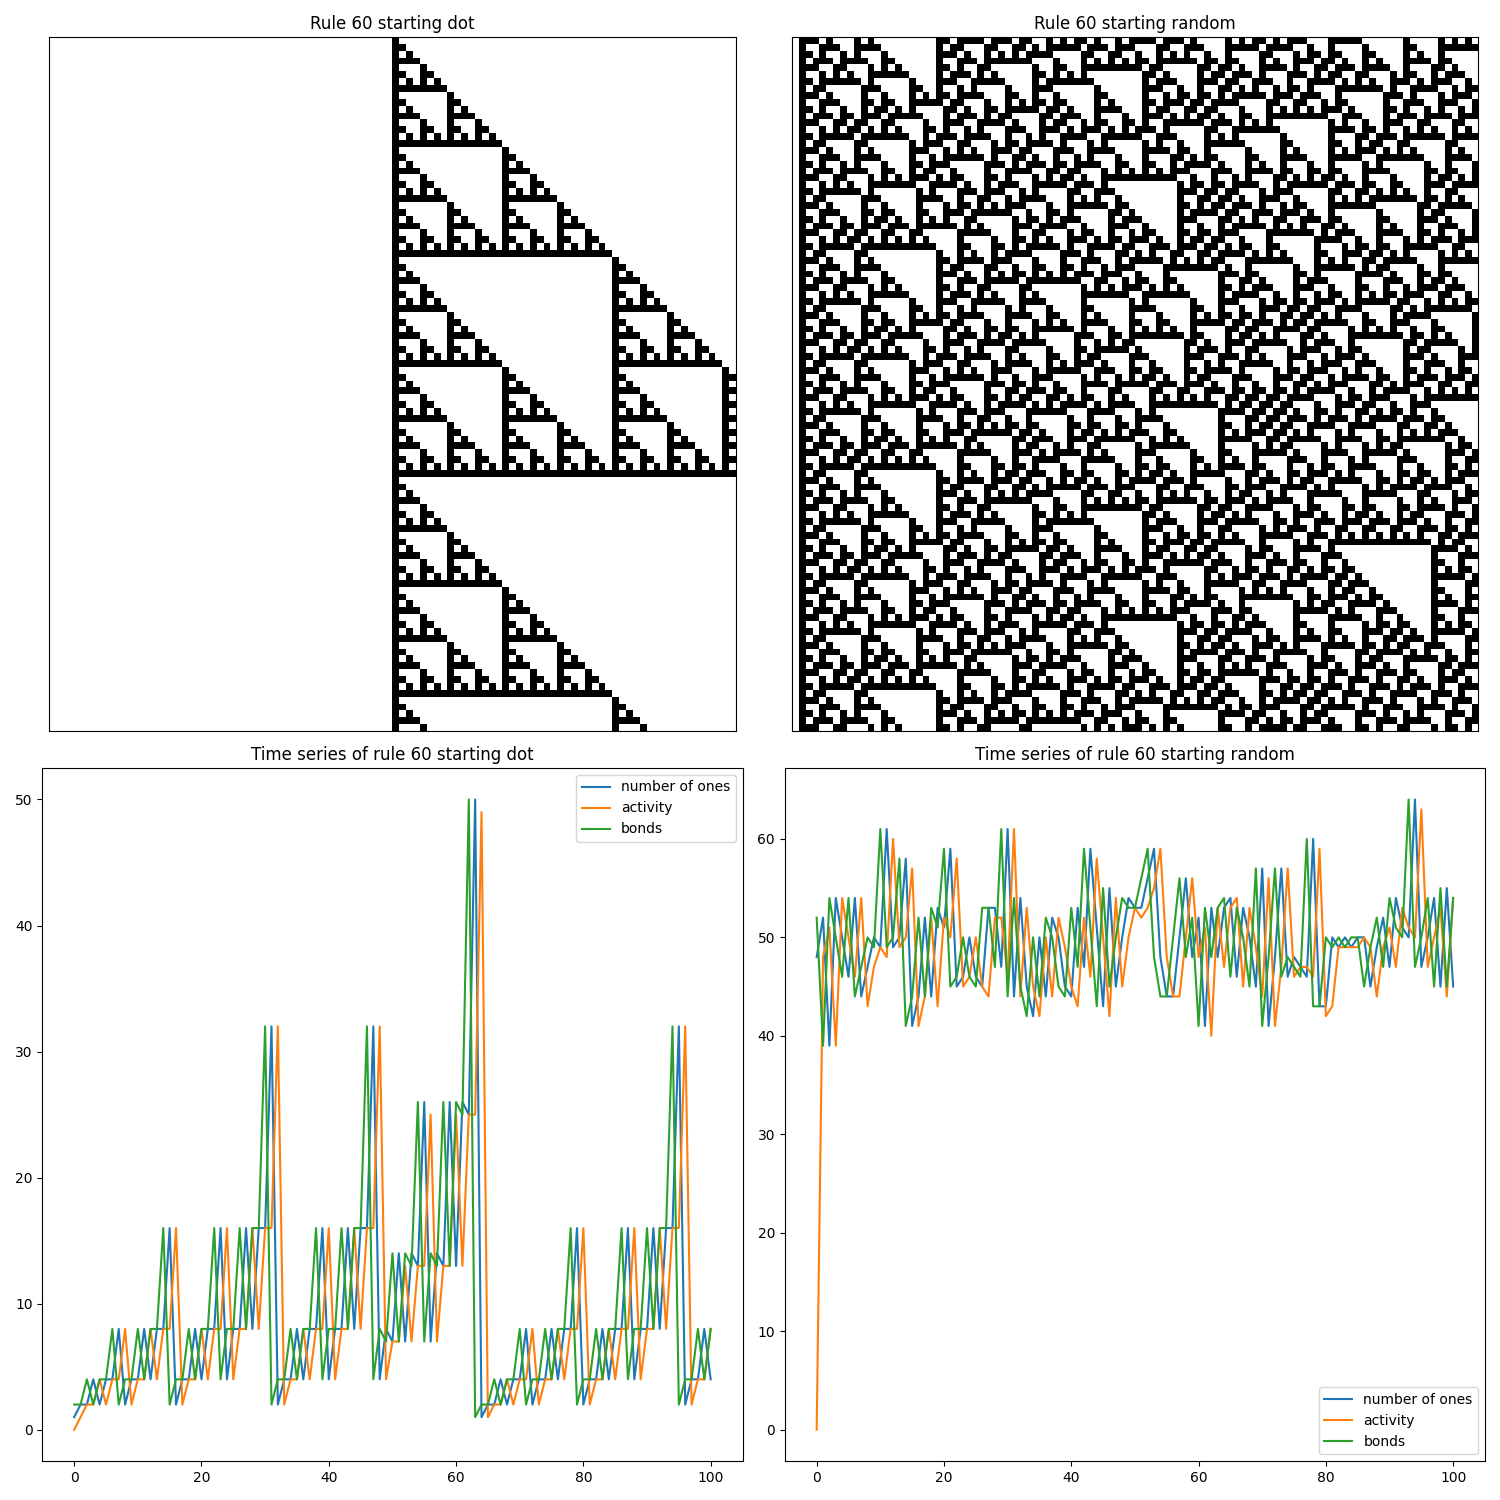 Rule 60 starting dot
Rule 60 starting random
Time series of rule 60 starting dot
50
40
30
20
10
0
0 20 40 60 80 100
number of ones
activity
bonds
Time series of rule 60 starting random
60
50
40
30
20
10
0
0 20 40 60 80 100
number of ones
activity
bonds